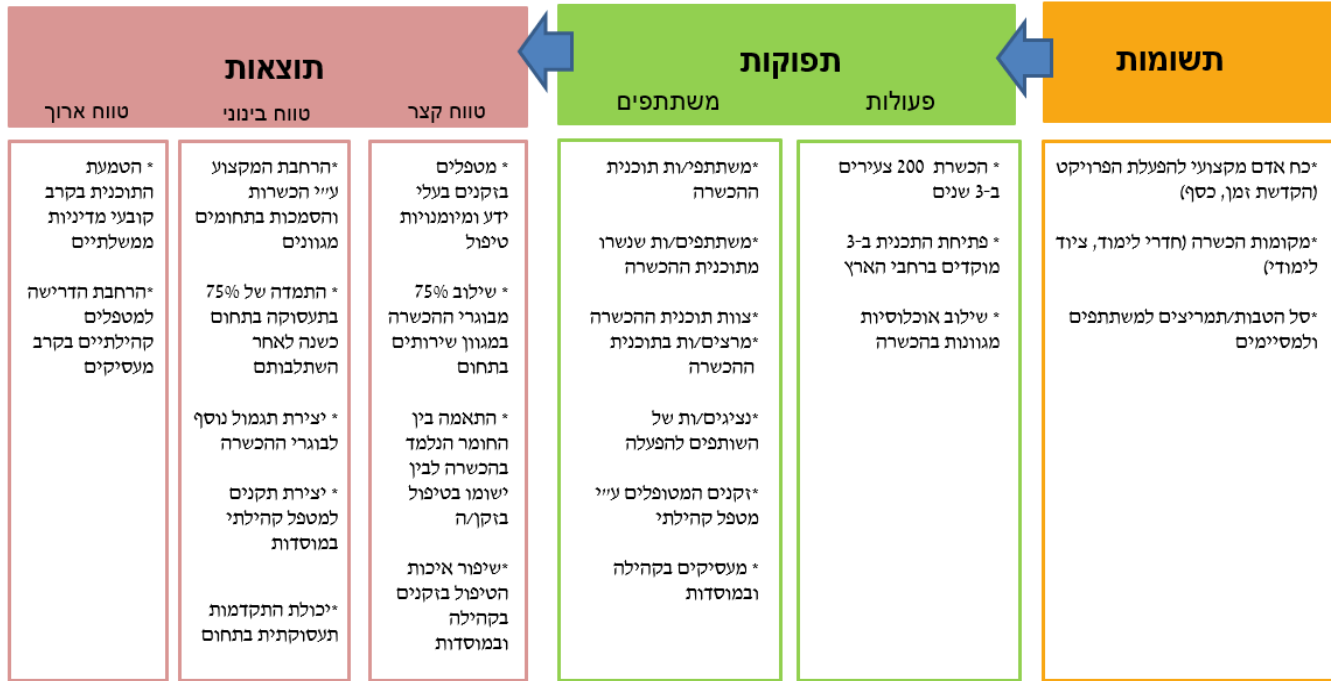 תשומות
*כח אדם מקצועי להפעלת הפרויקט
(הקדשת זמן, כסף)
*מקומות הכשרה (חדרי לימוד, ציוד
לימודי)
*סל הטבות/תמריצים למשתתפים
ולמסיימים
תפוקות
פעולות
* הכשרת 200 צעירים
ב-3 שנים
* פתיחת התכנית ב-3
מוקדים ברחבי הארץ
* שילוב אוכלוסיות
מגוונות בהכשרה
משתתפים
*משתתפי/ות תוכנית
ההכשרה
*משתתפים/ות שנשרו
מתוכנית ההכשרה
*צוות תוכנית ההכשרה
*מרצים/ות בתוכנית
ההכשרה
*נציגים/ות של
השותפים להפעלה
*זקנים המטופלים ע״י
מטפל קהילתי
* מעסיקים בקהילה
ובמוסדות
תוצאות
טווח קצר
* מטפלים
בזקנים בעלי
ידע ומיומנויות
טיפול
* שילוב 75%
מבוגרי ההכשרה
במגוון שירותים
בתחום
* התאמה בין
החומר הנלמד
בהכשרה לבין
ישומו בטיפול
בזקן/ה
*שיפור איכות
הטיפול בזקנים
בקהילה
ובמוסדות
טווח בינוני
*הרחבת המקצוע
ע״י הכשרות
והסמכות בתחומים
מגוונים
* התמדה של 75%
בתעסוקה בתחום
כשנה לאחר
השתלבותם
* יצירת תגמול נוסף
לבוגרי ההכשרה
* יצירת תקנים
למטפל קהילתי
במוסדות
*יכולת התקדמות
תעסוקתית בתחום
טווח ארוך
* הטמעת
התוכנית בקרב
קובעי מדיניות
ממשלתיים
*הרחבת הדרישה
למטפלים
קהילתיים בקרב
מעסיקים